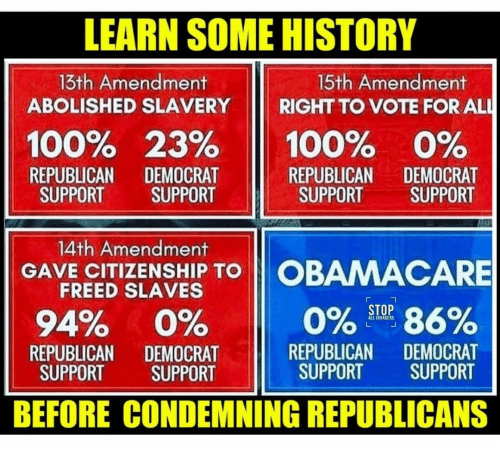 LEARN SOME HISTORY
13th Amendment
ABOLISHED SLAVERY
100% 23%
REPUBLICAN DEMOCRAT
SUPPORT SUPPORT
15th Amendment
RIGHT TO VOTE FOR ALL
100% 0%
REPUBLICAN DEMOCRAT
SUPPORT SUPPORT
14th Amendment
GAVE CITIZENSHIP TO
FREED SLAVES
94% 0%
REPUBLICAN DEMOCRAT
SUPPORT SUPPORT
OBAMACARE
0% 86%
STOP
REPUBLICAN DEMOCRAT
SUPPORT SUPPORT
BEFORE CONDEMNING REPUBLICANS